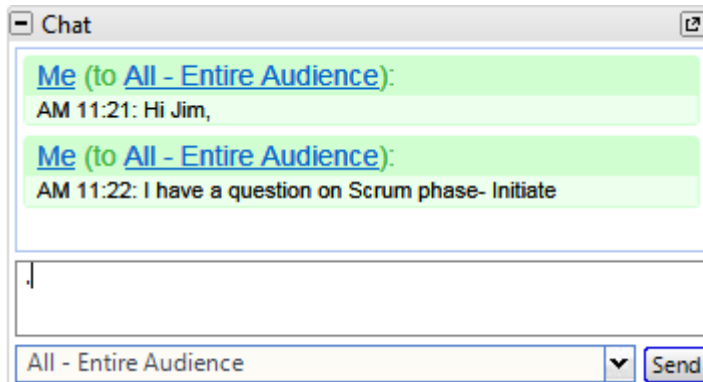 Chat
Me (to All - Entire Audience):
AM 11:21: Hi Jim,
Me (to All - Entire Audience):
AM 11:22: I have a question on Scrum phase- Initiate
.
All - Entire Audience
Send